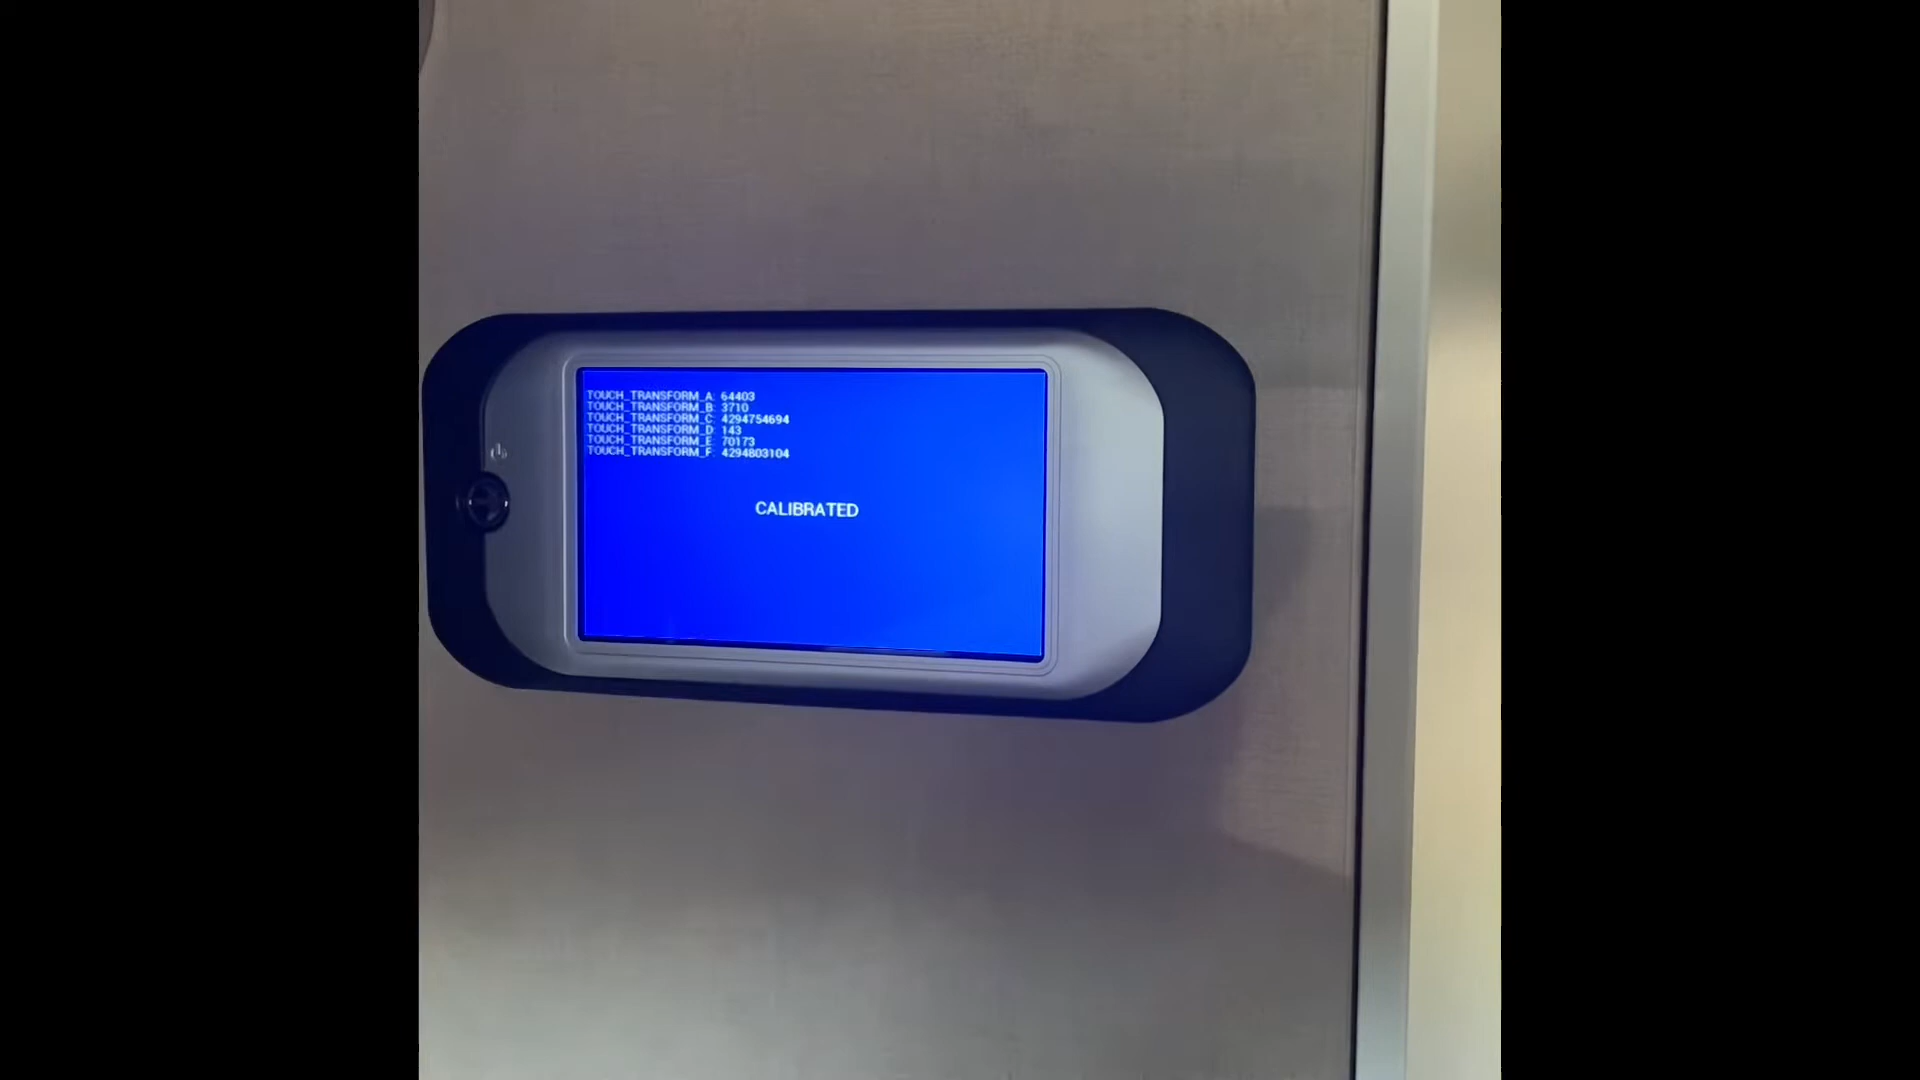 TOUCH_TRANSFORM_A: 64403
TOUCH_TRANSFORM_B: 3710
TOUCH_TRANSFORM_C: 4294754694
TOUCH_TRANSFORM_D: 143
TOUCH_TRANSFORM_E: 70173
TOUCH_TRANSFORM_F: 4294803104
CALIBRATED